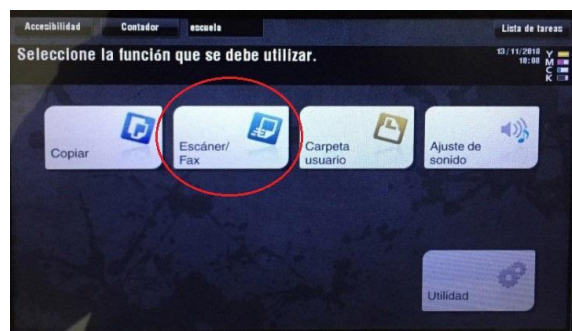 Accesibilidad Contador escuela Lista de tareas
Seleccione la función que se debe utilizar.
13/11/2018 Y
10:08 M
C
K
Copiar
Escáner/
Fax
Carpeta
usuario
Ajuste de
sonido
Utilidad